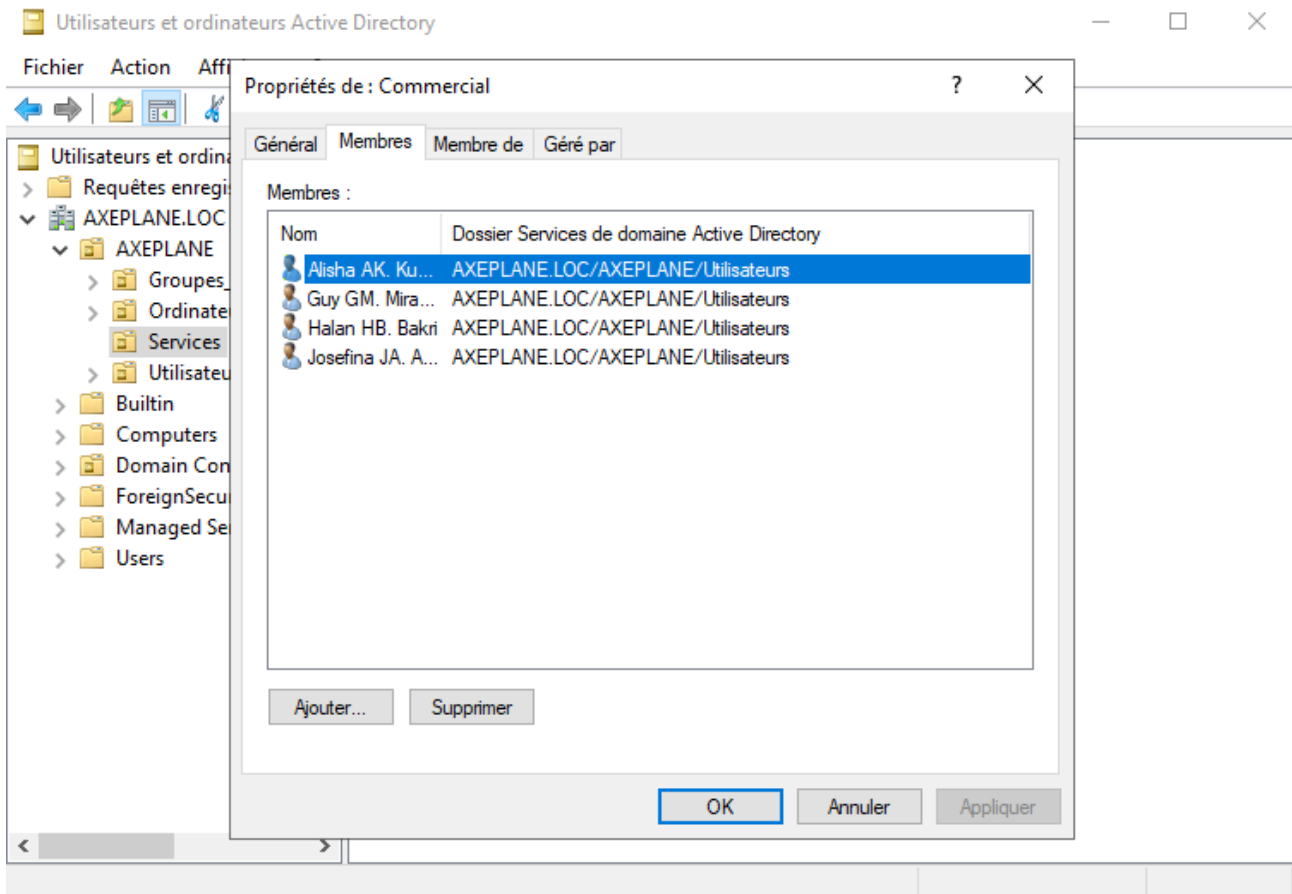 Utilisateurs et ordinateurs Active Directory
Fichier Action Affi
Propriétés de : Commercial ?
Général Membres Membre de Géré par
Membres :
Nom Dossier Services de domaine Active Directory
Alisha AK. Ku... AXEPLANE.LOC/AXEPLANE/Utilisateurs
Guy GM. Mira... AXEPLANE.LOC/AXEPLANE/Utilisateurs
Halan HB. Bakri AXEPLANE.LOC/AXEPLANE/Utilisateurs
Josefina JA. A... AXEPLANE.LOC/AXEPLANE/Utilisateurs
Ajouter... Supprimer
OK Annuler Appliquer
Utilisateurs et ordina
Requêtes enregis
AXEPLANE.LOC
AXEPLANE
Groupes_
Ordinate
Services
Utilisateu
Builtin
Computers
Domain Con
ForeignSecu
Managed Se
Users